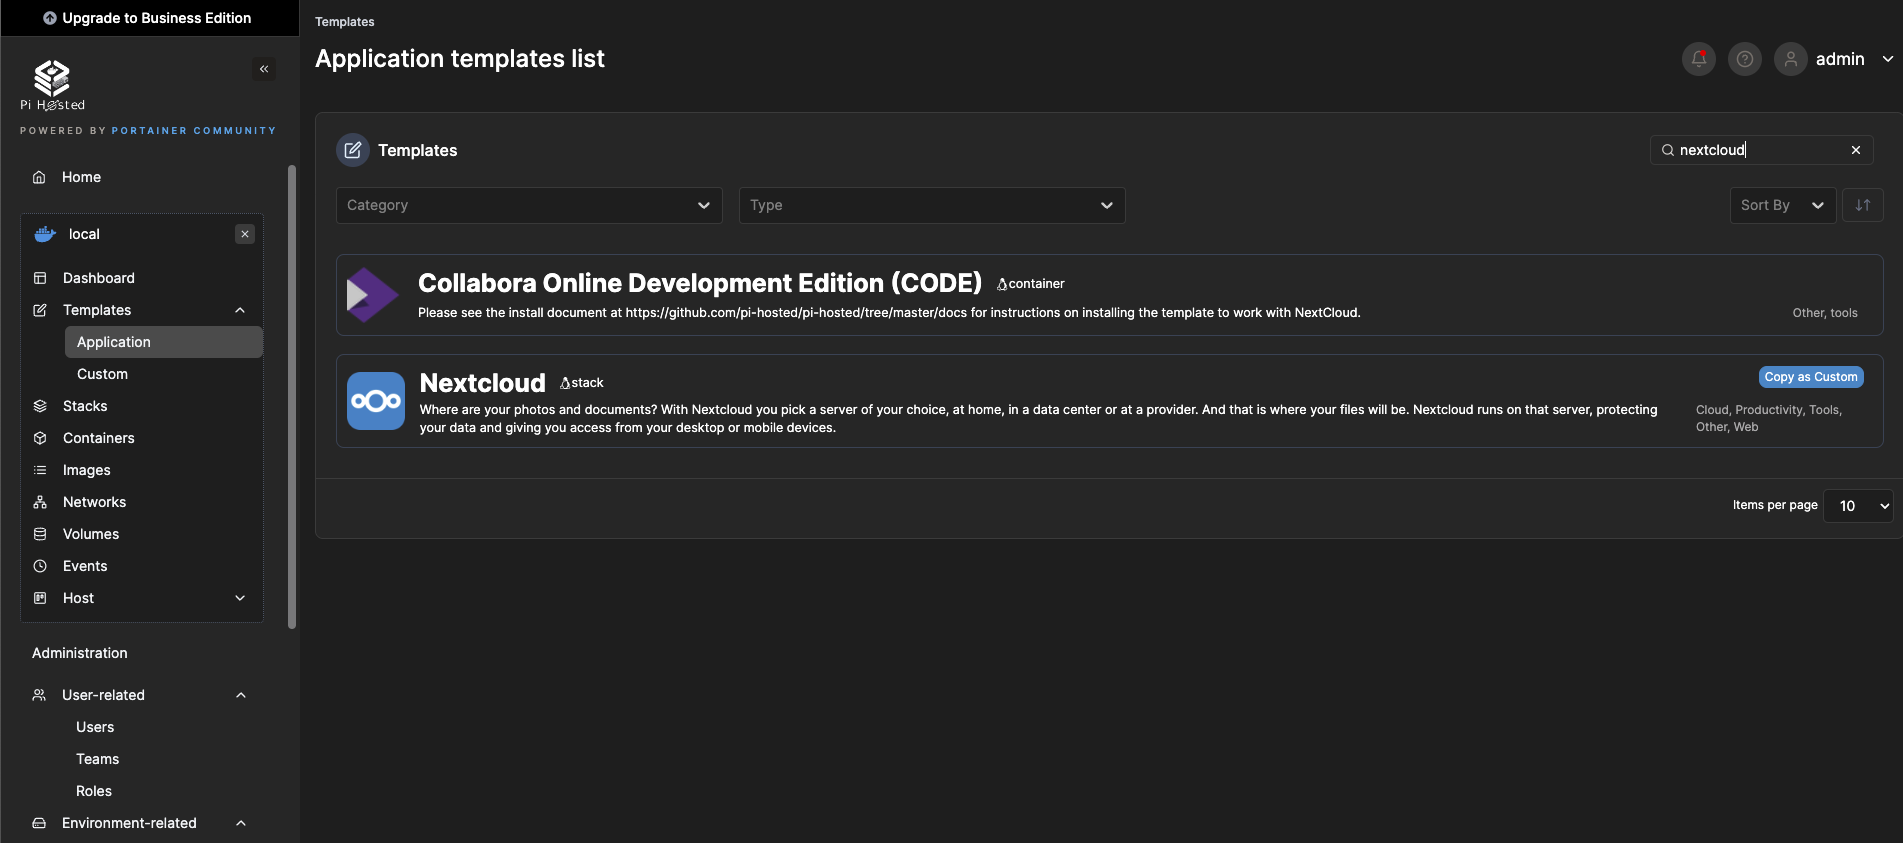 Upgrade to Business Edition
Pi Hosted
POWERED BY PORTAINER COMMUNITY
Home
local
Dashboard
Templates
Application
Custom
Stacks
Containers
Images
Networks
Volumes
Events
Host
Administration
User-related
Users
Teams
Roles
Environment-related
Templates
Application templates list
admin
Templates
nextcloud
Category
Type
Sort By
Collabora Online Development Edition (CODE) container
Please see the install document at https://github.com/pi-hosted/pi-hosted/tree/master/docs for instructions on installing the template to work with NextCloud.
Other, tools
Nextcloud stack
Copy as Custom
Where are your photos and documents? With Nextcloud you pick a server of your choice, at home, in a data center or at a provider. And that is where your files will be. Nextcloud runs on that server, protecting
your data and giving you access from your desktop or mobile devices.
Cloud, Productivity, Tools,
Other, Web
Items per page 10